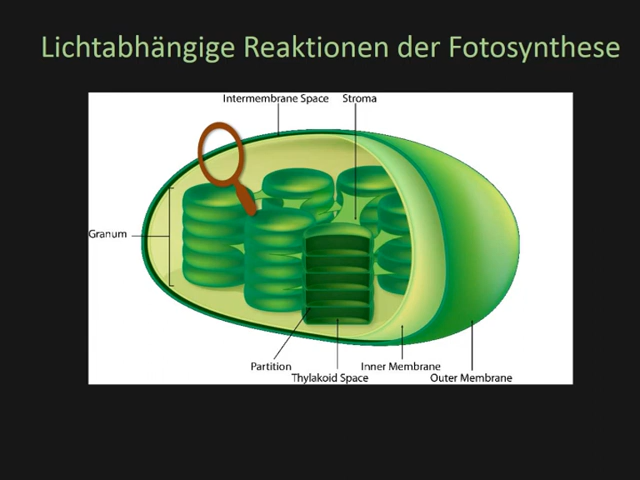 Lichtabhängige Reaktionen der Fotosynthese
Intermembrane Space
Stroma
Granum
Partition
Inner Membrane
Thylakoid Space
Outer Membrane